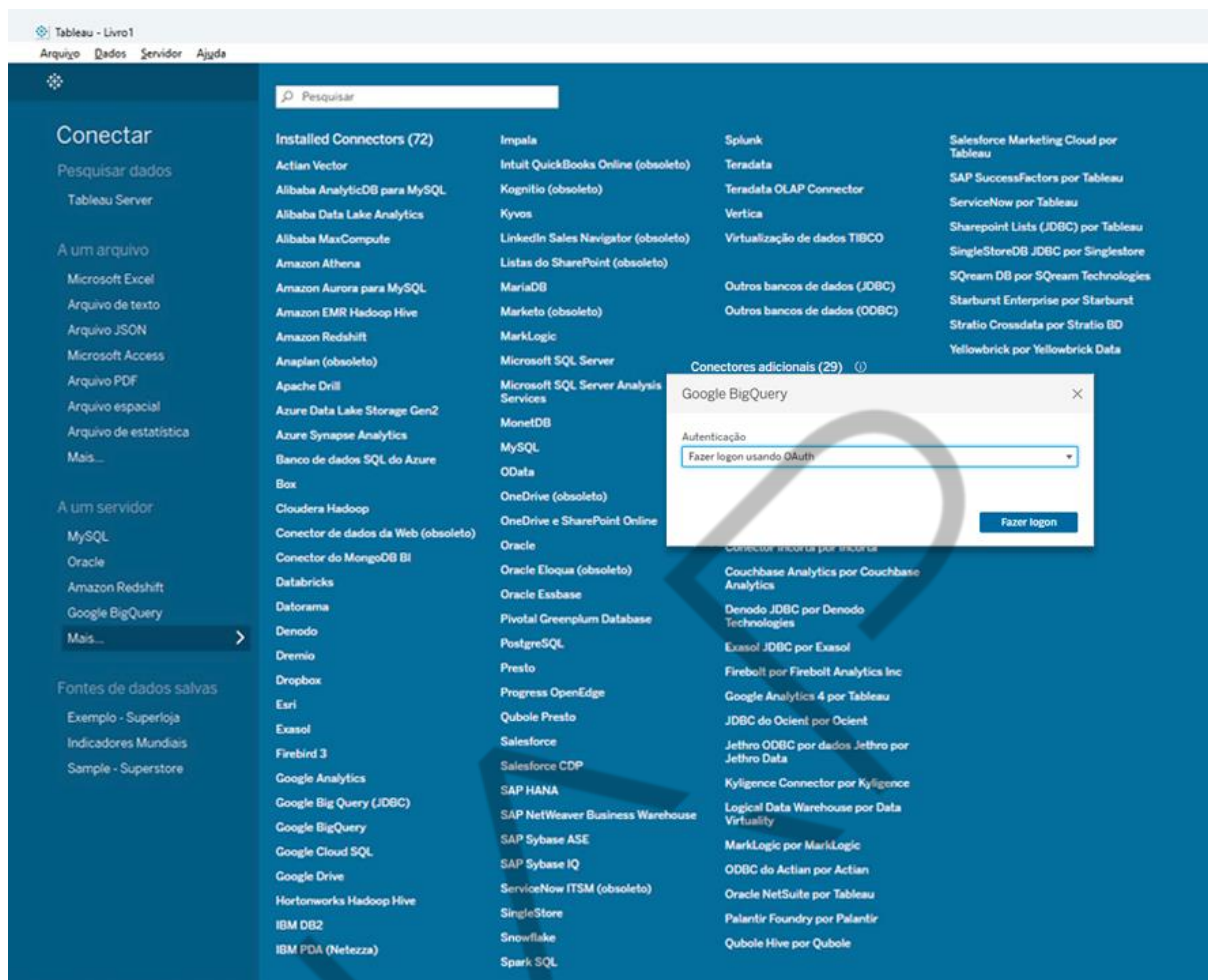 Tableau - Livro1
Arquivo Dados Servidor Ajuda
Conectar
Pesquisar dados
Tableau Server
A um arquivo
Microsoft Excel
Arquivo de texto
Arquivo JSON
Microsoft Access
Arquivo PDF
Arquivo espacial
Arquivo de estatística
Mais...
A um servidor
MySQL
Oracle
Amazon Redshift
Google BigQuery
Mais...
Fontes de dados salvas
Exemplo - Superloja
Indicadores Mundiais
Sample - Superstore
Pesquisar
Installed Connectors (72)
Actian Vector
Alibaba AnalyticDB para MySQL
Alibaba Data Lake Analytics
Alibaba MaxCompute
Amazon Athena
Amazon Aurora para MySQL
Amazon EMR Hadoop Hive
Amazon Redshift
Anaplan (obsoleto)
Apache Drill
Azure Data Lake Storage Gen2
Azure Synapse Analytics
Banco de dados SQL do Azure
Box
Cloudera Hadoop
Conector de dados da Web (obsoleto)
Conector do MongoDB BI
Databricks
Datorama
Denodo
Dremio
Dropbox
Esri
Exasol
Firebird 3
Google Analytics
Google Big Query (JDBC)
Google BigQuery
Google Cloud SQL
Google Drive
Hortonworks Hadoop Hive
IBM DB2
IBM PDA (Netezza)
Impala
Intuit QuickBooks Online (obsoleto)
Kognitio (obsoleto)
Kyvos
LinkedIn Sales Navigator (obsoleto)
Listas do SharePoint (obsoleto)
MariaDB
Marketo (obsoleto)
MarkLogic
Microsoft SQL Server
Microsoft SQL Server Analysis
Services
MonetDB
MySQL
OData
OneDrive (obsoleto)
OneDrive e SharePoint Online
Oracle
Oracle Eloqua (obsoleto)
Oracle Essbase
Pivotal Greenplum Database
PostgreSQL
Presto
Progress OpenEdge
Qubole Presto
Salesforce
Salesforce CDP
SAP HANA
SAP NetWeaver Business Warehouse
SAP Sybase ASE
SAP Sybase IQ
ServiceNow ITSM (obsoleto)
SingleStore
Snowflake
Spark SQL
Splunk
Teradata
Teradata OLAP Connector
Vertica
Virtualização de dados TIBCO
Outros bancos de dados (JDBC)
Outros bancos de dados (ODBC)
Conectores adicionais (29)
Google BigQuery
Autenticação
Fazer logon usando OAuth
Fazer logon
Conector Incorta por Incorta
Couchbase Analytics por Couchbase
Analytics
Denodo JDBC por Denodo
Technologies
Exasol JDBC por Exasol
Firebolt por Firebolt Analytics Inc
Google Analytics 4 por Tableau
JDBC do Ocient por Ocient
Jethro ODBC por dados Jethro por
Jethro Data
Kyligence Connector por Kyligence
Logical Data Warehouse por Data
Virtuality
MarkLogic por MarkLogic
ODBC do Actian por Actian
Oracle NetSuite por Tableau
Palantir Foundry por Palantir
Qubole Hive por Qubole
Salesforce Marketing Cloud por
Tableau
SAP SuccessFactors por Tableau
ServiceNow por Tableau
Sharepoint Lists (JDBC) por Tableau
SingleStoreDB JDBC por Singlestore
SQream DB por SQream Technologies
Starburst Enterprise por Starburst
Stratio Crossdata por Stratio BD
Yellowbrick por Yellowbrick Data